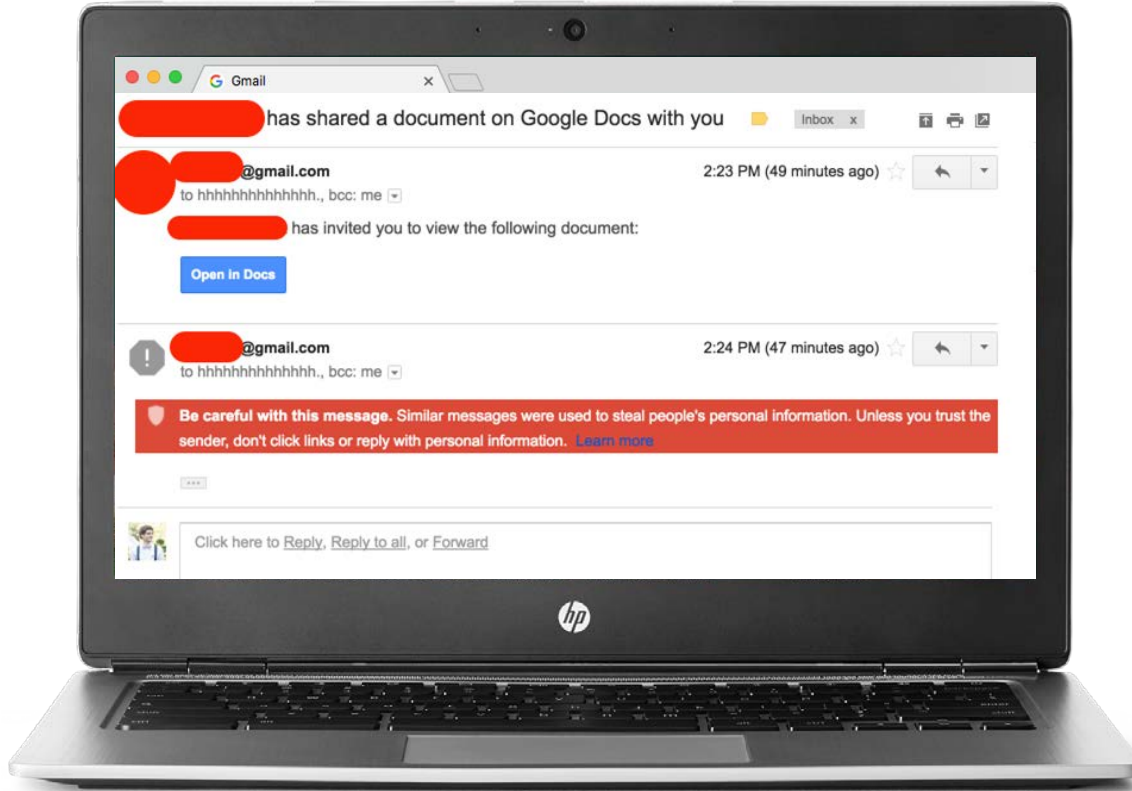 Gmail
has shared a document on Google Docs with you
Inbox x
@gmail.com
2:23 PM (49 minutes ago)
to hhhhhhhhhhhhhhh., bcc: me
has invited you to view the following document:
Open in Docs
@gmail.com
2:24 PM (47 minutes ago)
to hhhhhhhhhhhhhhh., bcc: me
Be careful with this message. Similar messages were used to steal people's personal information. Unless you trust the
sender, don't click links or reply with personal information. Learn more
Click here to Reply, Reply to all, or Forward
hp